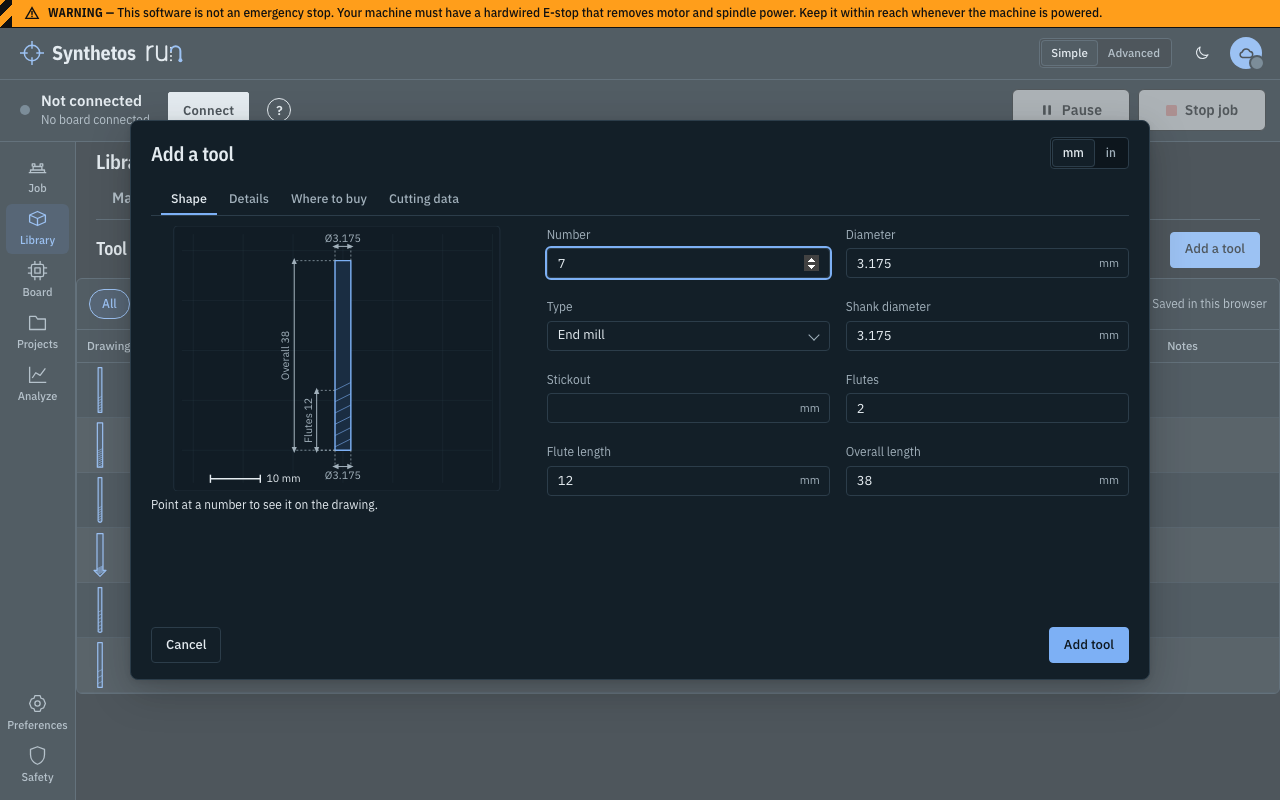 WARNING — This software is not an emergency stop. Your machine must have a hardwired E-stop that removes motor and spindle power. Keep it within reach whenever the machine is powered.
Synthetos run
Simple
Advanced
Not connected
No board connected
Connect
?
Pause
Stop job
Job
Library
Board
Projects
Analyze
Preferences
Safety
Tool
Add a tool
All
Saved in this browser
Drawing
Notes
Add a tool
mm
in
Shape
Details
Where to buy
Cutting data
Ø3.175
Overall 38
Flutes 12
10 mm
Ø3.175
Point at a number to see it on the drawing.
Number
7
Diameter
3.175 mm
Type
End mill
Shank diameter
3.175 mm
Stickout
mm
Flutes
2
Flute length
12 mm
Overall length
38 mm
Cancel
Add tool